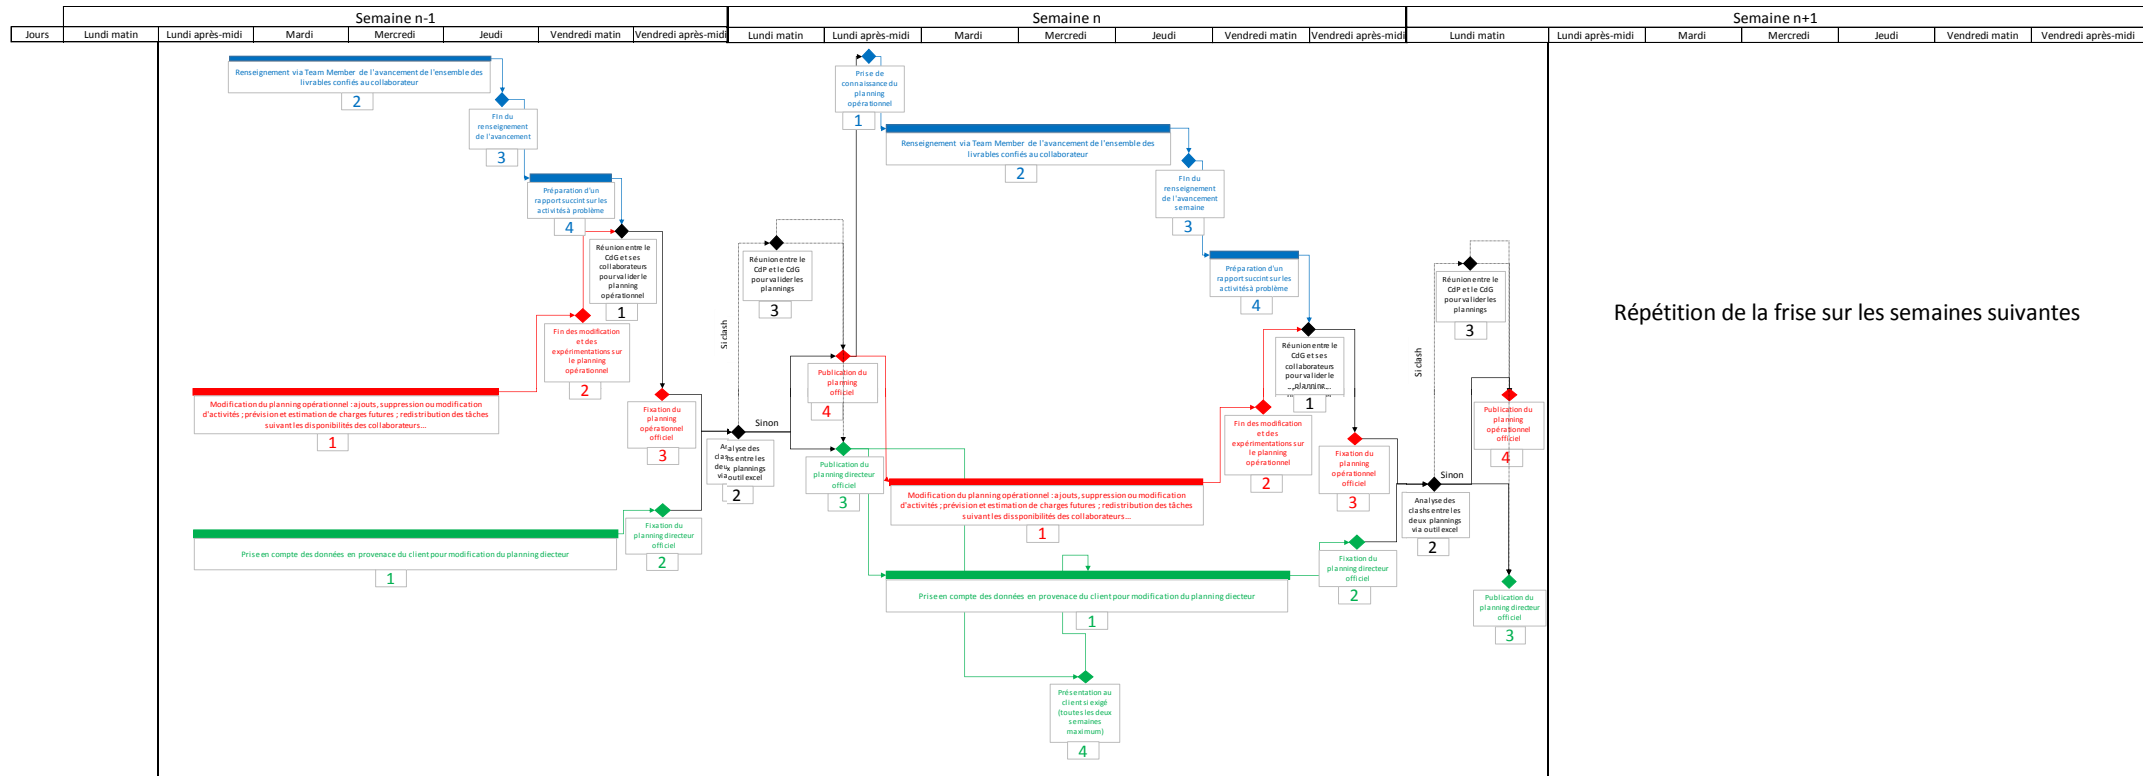 Semaine n-1
Semaine n
Semaine n+1
Jours
Lundi matin
Lundi après-midi
Mardi
Mercredi
Jeudi
Vendredi matin
Vendredi après-midi
Lundi matin
Lundi après-midi
Mardi
Mercredi
Jeudi
Vendredi matin
Vendredi après-midi
Lundi matin
Lundi après-midi
Mardi
Mercredi
Jeudi
Vendredi matin
Vendredi après-midi
Renseignement via Team Member de l'avancement de l'ensemble des
livrables confiés au collaborateur
2
FIn du
renseignement
de l'avancement
3
Préparation d'un
rapport succint sur les
activités à problème
4
Réunion entre le
CdG et ses
collaborateurs
pour valider le
planning
opérationnel
1
Fin des modification
et des
expérimentations sur
le planning
opérationnel
2
Modification du planning opérationnel : ajouts, suppression ou modification
d'activités ; prévision et estimation de charges futures ; redistribution des tâches
suivant les disponibilités des collaborateurs...
1
Fixation du
planning
opérationnel
officiel
3
Fixation du
planning directeur
officiel
2
Prise en compte des données en provenace du client pour modification du planning diecteur
1
Si clash
Réunion entre le
CdP et le CdG
pour valider les
plannings
3
Sinon
2
Prise de
connaissance du
planning
opérationnel
1
Publication du
planning
officiel
4
Publication du
planning directeur
officiel
3
Renseignement via Team Member de l'avancement de l'ensemble des
livrables confiés au collaborateur
2
FIn du
renseignement
de l'avancement
semaine
3
Préparation d'un
rapport succint sur les
activités à problème
4
Réunion entre le
CdG et ses
collaborateurs
pour valider le
planning
1
Fin des modification
et des
expérimentations sur
le planning
opérationnel
2
Modification du planning opérationnel : ajouts, suppression ou modification
d'activités ; prévision et estimation de charges futures ; redistribution des tâches
suivant les dissponibilités des collaborateurs...
1
Fixation du
planning
opérationnel
officiel
3
Fixation du
planning directeur
officiel
2
Prise en compte des données en provenace du client pour modification du planning diecteur
1
Présentation au
client si exigé
(toutes les deux
semaines
maximum)
4
Si clash
Réunion entre le
CdP et le CdG
pour valider les
plannings
3
Sinon
Analyse des
clashs entre les
deux plannings
via outil excel
2
Publication du
planning
opérationnel
officiel
4
Publication du
planning directeur
officiel
3
Répétition de la frise sur les semaines suivantes